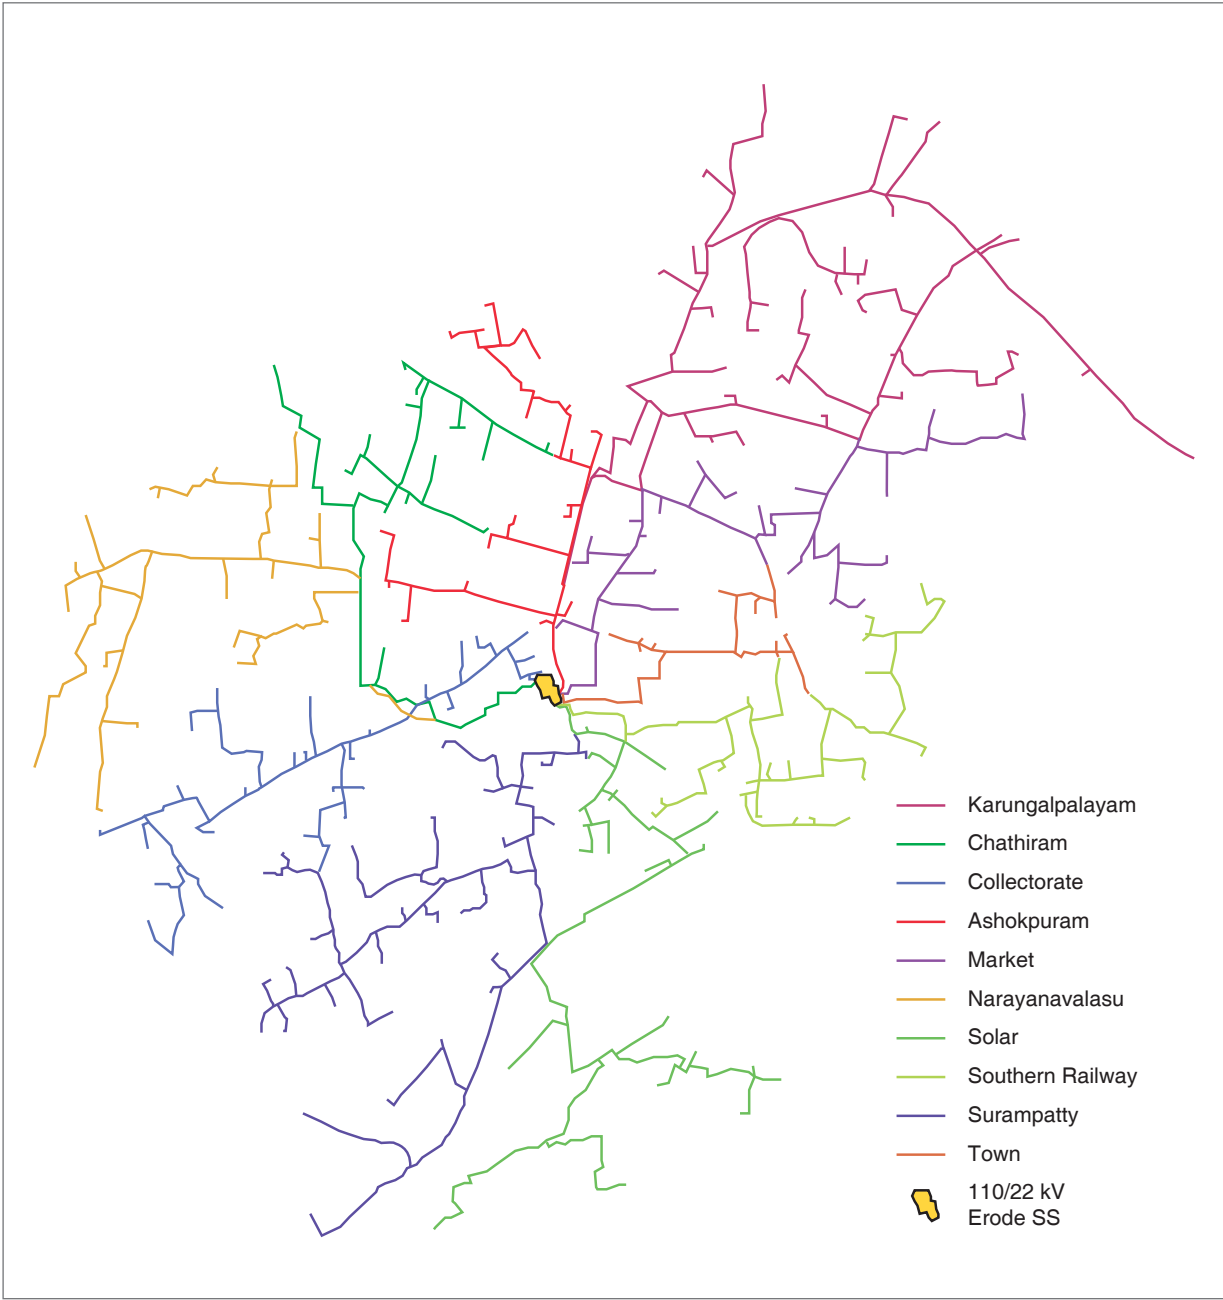 Karungalpalayam
Chathiram
Collectorate
Ashokpuram
Market
Narayanavalasu
Solar
Southern Railway
Surampatty
Town
110/22 kV
Erode SS